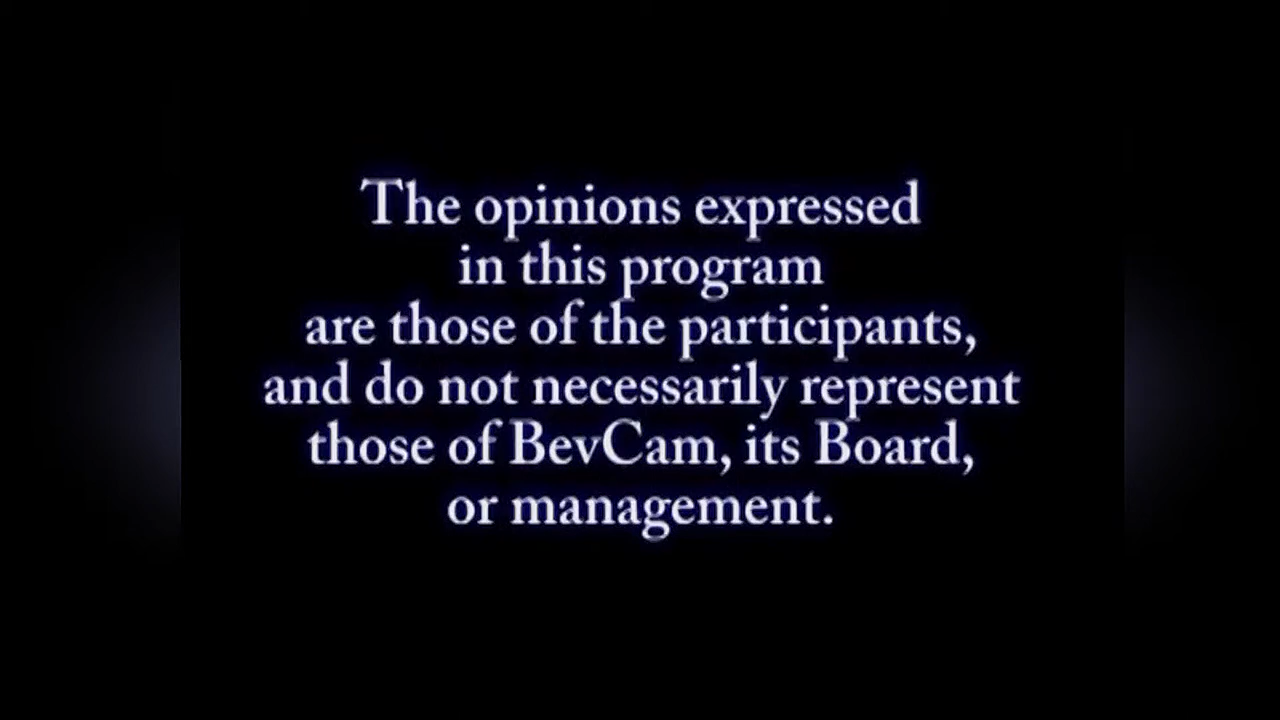 The opinions expressed
in this program
are those of the participants,
and do not necessarily represent
those of BevCam, its Board,
or management.